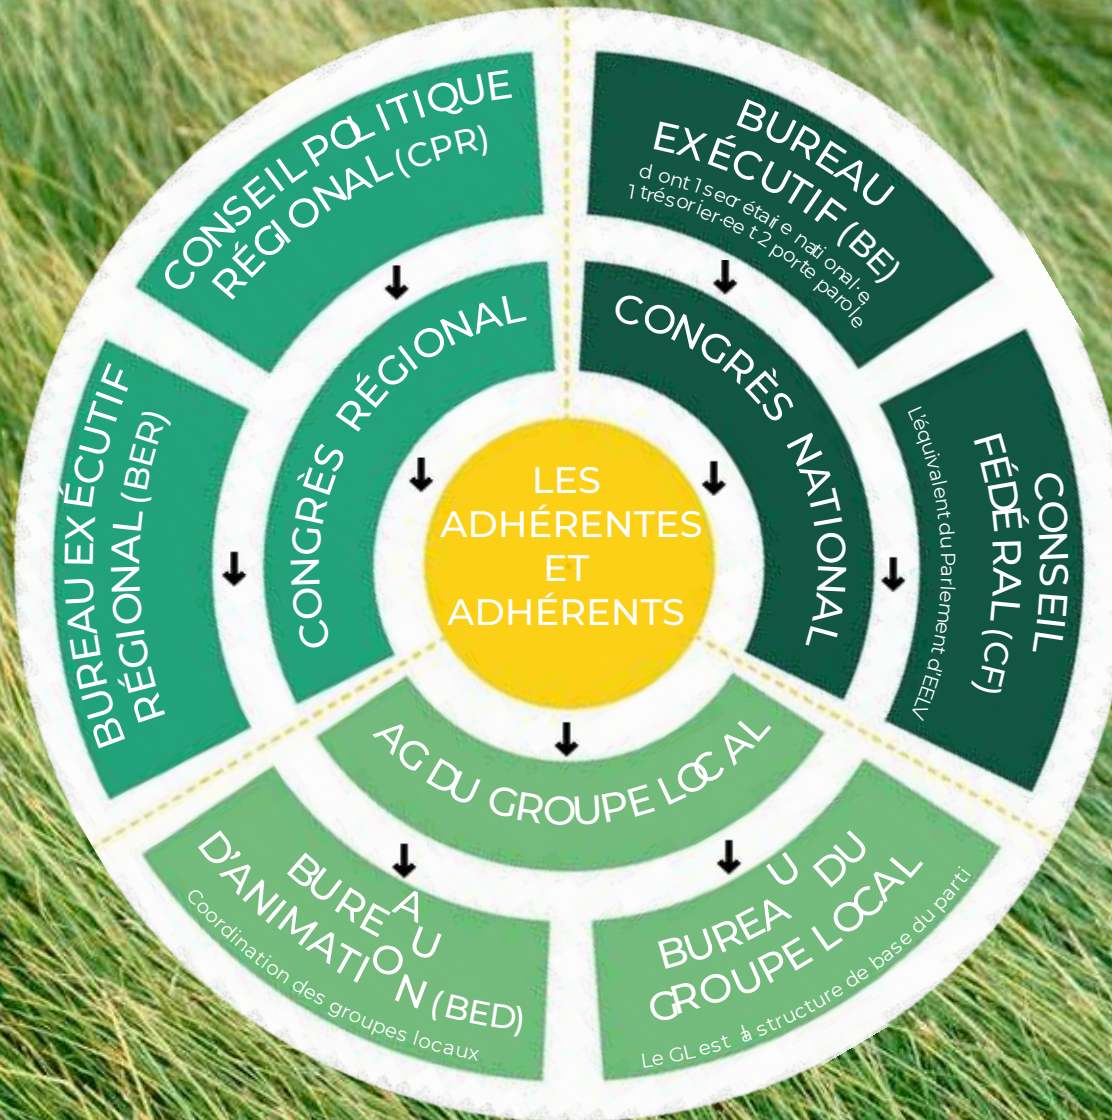 CONSEIL POLITIQUE
RÉGIONAL (CPR)
BUREAU
EXÉCUTIF (BE)
dont 1 secrétaire national·e
1 trésorier·ee t 2 porte parole
CONGRÈS RÉGIONAL
CONGRÈS NATIONAL
BUREAU EXÉCUTIF
RÉGIONAL (BER)
CONSEIL
FÉDÉRAL (CF)
L'équivalent du Parlement d'EELV
LES
ADHÉRENTES
ET
ADHÉRENTS
AG DU GROUPE LOCAL
BUREAU
D'ANIMATION (BED)
Coordination des groupes locaux
BUREAU DU
GROUPE LOCAL
Le GL est la structure de base du parti